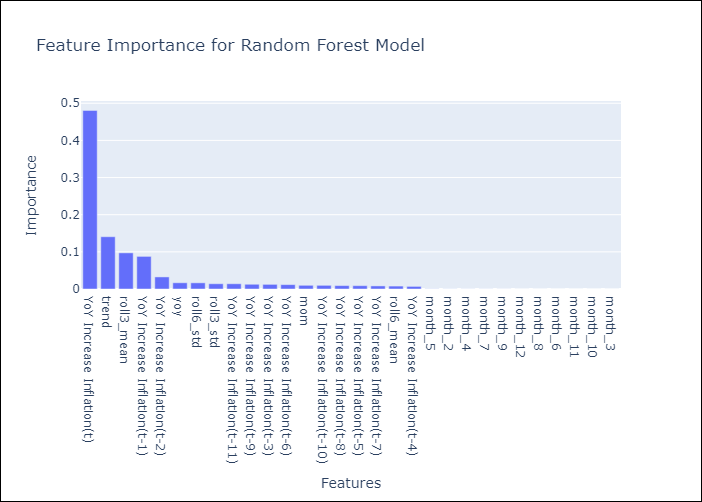 Feature Importance for Random Forest Model
0.5
0.4
0.3
0.2
0.1
0
Importance
YoY Increase Inflation(t)
trend
roll3_mean
YoY Increase Inflation(t-1)
YoY Increase Inflation(t-2)
yoy
roll6_std
roll3_std
YoY Increase Inflation(t-11)
YoY Increase Inflation(t-9)
YoY Increase Inflation(t-3)
YoY Increase Inflation(t-6)
mom
YoY Increase Inflation(t-10)
YoY Increase Inflation(t-8)
YoY Increase Inflation(t-5)
YoY Increase Inflation(t-7)
roll6_mean
YoY Increase Inflation(t-4)
month_5
month_2
month_4
month_7
month_9
month_12
month_8
month_6
month_11
month_10
month_3
Features